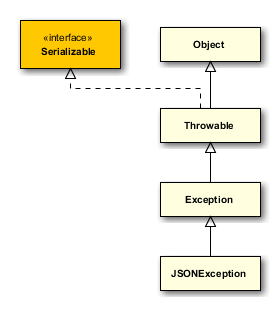 «interface»
Serializable
Object
Throwable
Exception
JSONException